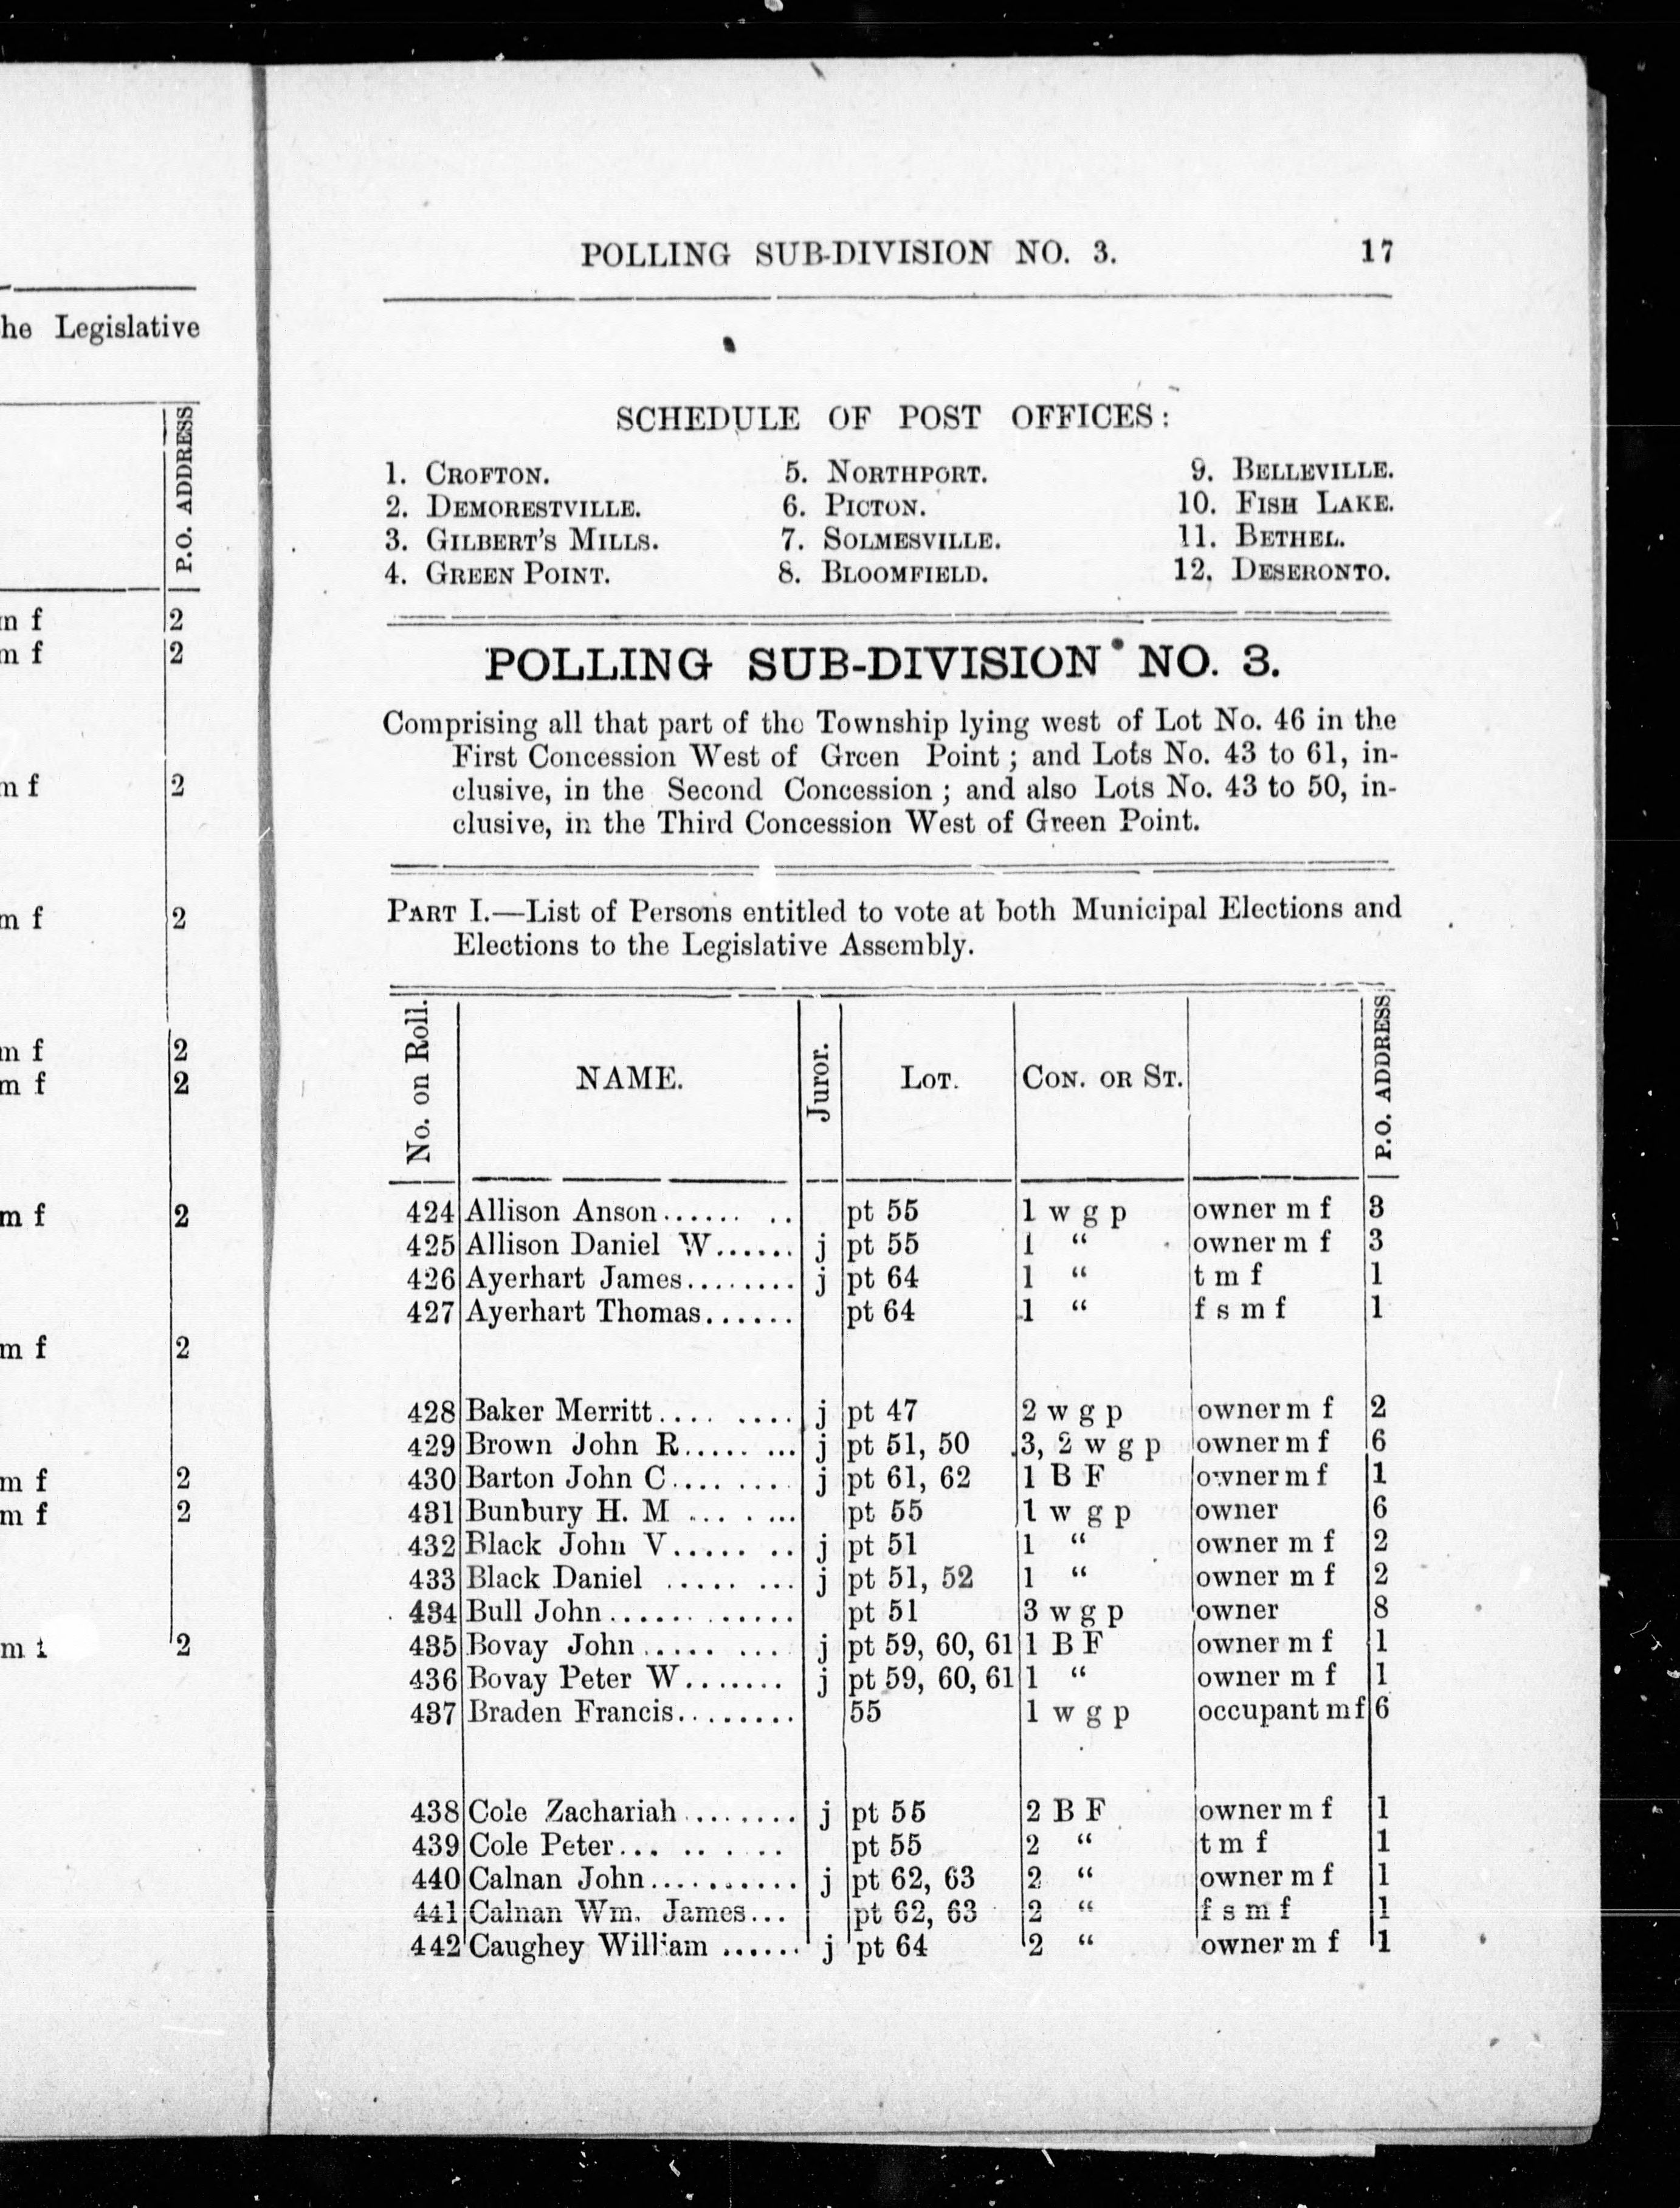 he Legislative
P.O. ADDRESS
m f 2
m f 2
m f 2
m f 2
m f 2
m f 2
m f 2
m f 2
m f 2
m f 2
m f 2
POLLING SUB-DIVISION NO. 3. 17
SCHEDULE OF POST OFFICES:
1. CROFTON. 5. NORTHPORT. 9. BELLEVILLE.
2. DEMORESTVILLE. 6. PICTON. 10. FISH LAKE.
3. GILBERT'S MILLS. 7. SOLMESVILLE. 11. BETHEL.
4. GREEN POINT. 8. BLOOMFIELD. 12. DESERONTO.
POLLING SUB-DIVISION NO. 3.
Comprising all that part of the Township lying west of Lot No. 46 in the
First Concession West of Green Point; and Lots No. 43 to 61, in-
clusive, in the Second Concession; and also Lots No. 43 to 50, in-
clusive, in the Third Concession West of Green Point.
PART I.—List of Persons entitled to vote at both Municipal Elections and
Elections to the Legislative Assembly.
No. on Roll. NAME. Juror. LOT. CON. OR ST. P.O. ADDRESS
424 Allison Anson...... .. pt 55 1 w g p owner m f 3
425 Allison Daniel W...... j pt 55 1 “ owner m f 3
426 Ayerhart James........ j pt 64 1 “ t m f 1
427 Ayerhart Thomas...... pt 64 1 “ f s m f 1
428 Baker Merritt.... .... j pt 47 2 w g p owner m f 2
429 Brown John R..... ... j pt 51, 50 3, 2 w g p owner m f 6
430 Barton John C.... .... j pt 61, 62 1 B F owner m f 1
431 Bunbury H. M .... ... pt 55 1 w g p owner 6
432 Black John V..... .. j pt 51 1 “ owner m f 2
433 Black Daniel ..... ... j pt 51, 52 1 “ owner m f 2
434 Bull John............ pt 51 3 w g p owner 8
435 Bovay John..... ... j pt 59, 60, 61 1 B F owner m f 1
436 Bovay Peter W....... j pt 59, 60, 61 1 “ owner m f 1
437 Braden Francis........ 55 1 w g p occupant m f 6
438 Cole Zachariah........ j pt 55 2 B F owner m f 1
439 Cole Peter... .. ... pt 55 2 “ t m f 1
440 Calnan John........... j pt 62, 63 2 “ owner m f 1
441 Calnan Wm. James... pt 62, 63 2 “ f s m f 1
442 Caughey William ...... j pt 64 2 “ owner m f 1